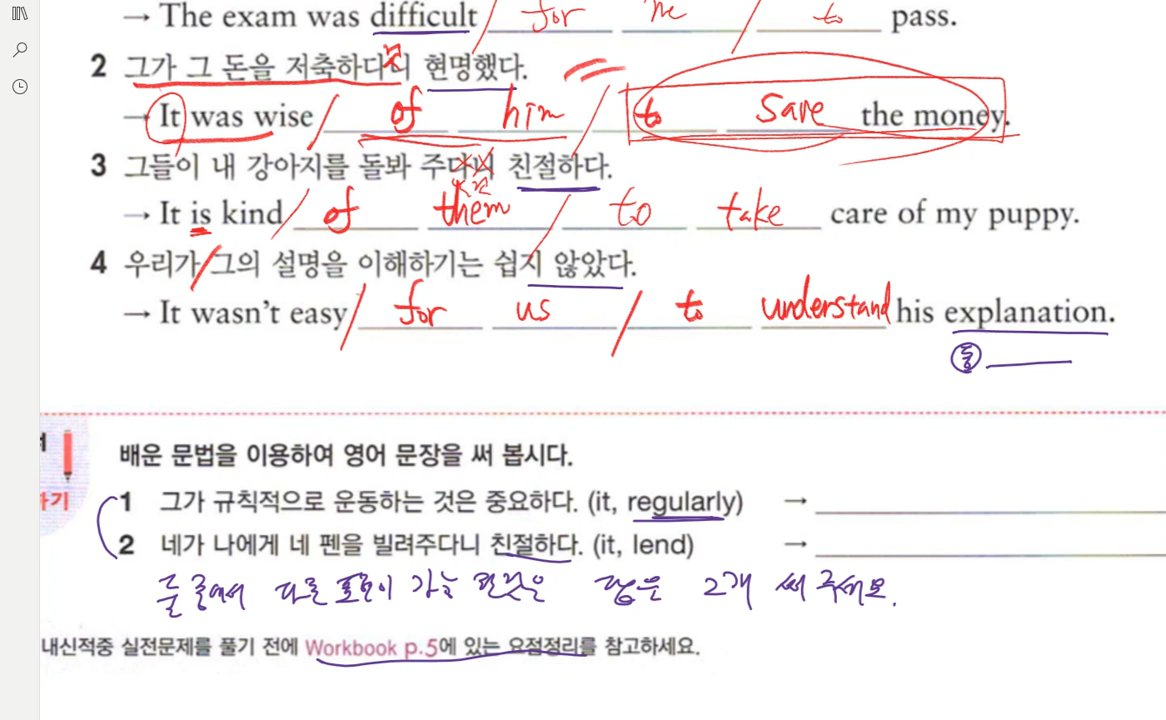 → The exam was difficult / for me / to pass.
2 그가 그 돈을 저축하다니 현명했다.
→ It was wise / of him / to save the money.
3 그들이 내 강아지를 돌봐 주다니 친절하다.
→ It is kind / of them / to take care of my puppy.
4 우리가 / 그의 설명을 이해하기는 쉽지 않았다.
→ It wasn't easy / for us / to understand his explanation.
동
배운 문법을 이용하여 영어 문장을 써 봅시다.
1 그가 규칙적으로 운동하는 것은 중요하다. (it, regularly) →
2 네가 나에게 네 펜을 빌려주다니 친절하다. (it, lend) →
둘 중에서 다른 표현이 가능 은 답은 2개 써 주세요.
내신적중 실전문제를 풀기 전에 Workbook p.5에 있는 요점정리를 참고하세요.